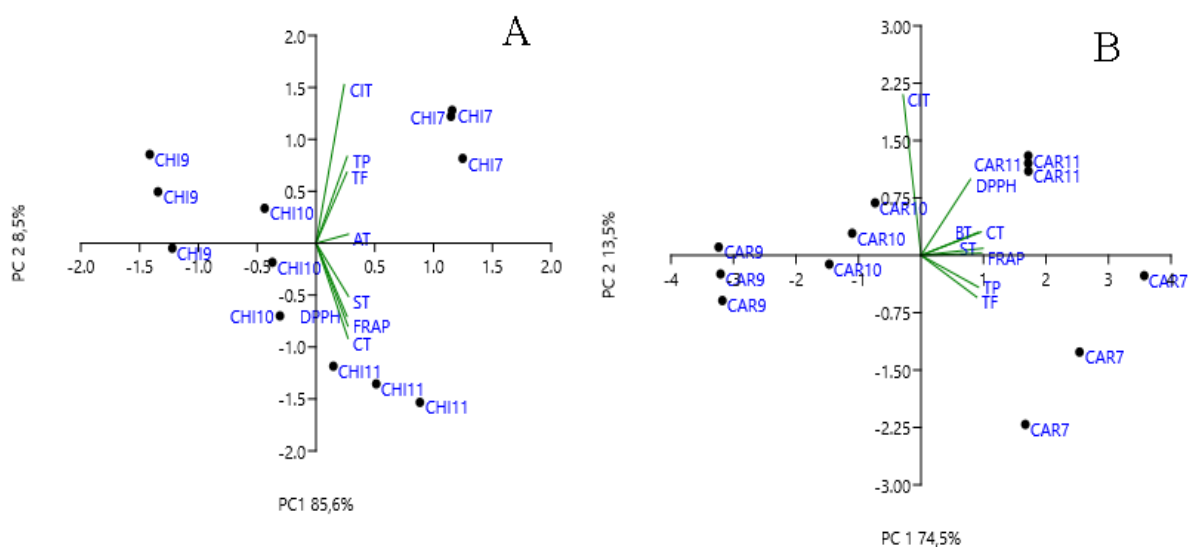 A
2.0
CIT
1.5
CHI7 CHI7
1.0
CHI9
TP
CHI7
TF
0.5
CHI9
CHI10
AT
-2.0 -1.5 -1.0 -0.5 0.5 1.0 1.5 2.0
CHI9
CHI10
-0.5
ST
CHI10 DPPH
FRAP
-1.0
CT
CHI11
CHI11
CHI11
-1.5
-2.0
PC 2 8,5%
PC1 85,6%
B
3.00
2.25
CIT
1.50
CAR11 CAR11
CAR11
DPPH
0.75
CAR10
BT CT
CAR10
ST
CAR9
FRAP
CAR10
-4 -3 -2 -1 1 2 3 4
CAR9
CAR7
TP
CAR9
TF
-0.75
CAR7
-1.50
CAR7
-2.25
-3.00
PC 2 13,5%
PC 1 74,5%